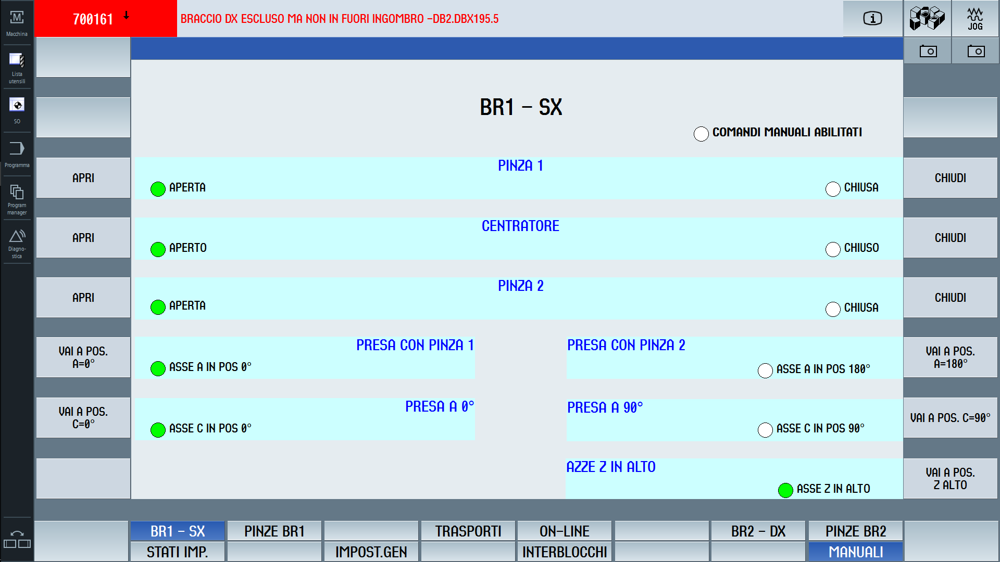 M
Macchina
700161
BRACCIO DX ESCLUSO MA NON IN FUORI INGOMBRO -DB2.DBX195.5
JOG
Lista
utensili
SO
Programma
Program
manager
Diagno-
stica
BR1 - SX
COMANDI MANUALI ABILITATI
APRI
PINZA 1
APERTA
CHIUSA
CHIUDI
APRI
CENTRATORE
APERTO
CHIUSO
CHIUDI
APRI
PINZA 2
APERTA
CHIUSA
CHIUDI
VAI A POS.
A=0°
PRESA CON PINZA 1
ASSE A IN POS 0°
PRESA CON PINZA 2
ASSE A IN POS 180°
VAI A POS.
A=180°
VAI A POS.
C=0°
PRESA A 0°
ASSE C IN POS 0°
PRESA A 90°
ASSE C IN POS 90°
VAI A POS. C=90°
AZZE Z IN ALTO
ASSE Z IN ALTO
VAI A POS.
Z ALTO
BR1 - SX
PINZE BR1
TRASPORTI
ON-LINE
BR2 - DX
PINZE BR2
STATI IMP.
IMPOST.GEN
INTERBLOCCHI
MANUALI